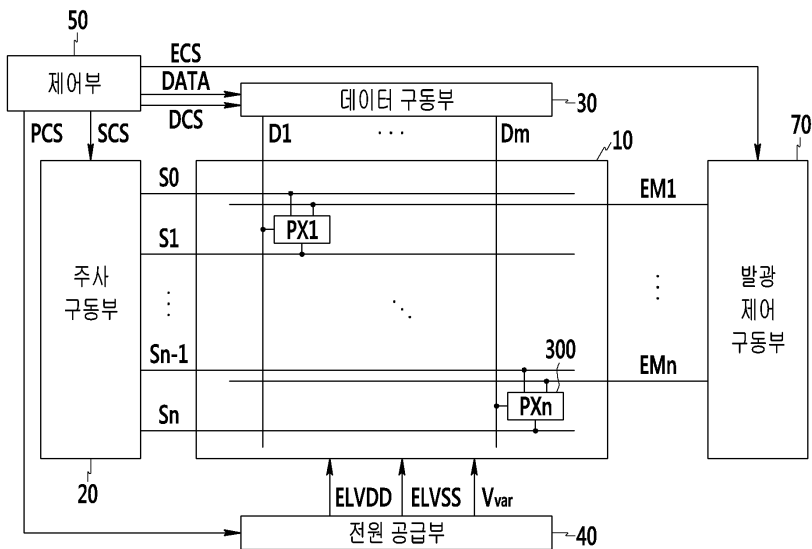 50
ECS
제어부
DATA
데이터 구동부
30
DCS
PCS
SCS
D1
Dm
10
70
S0
EM1
PX1
S1
주사
구동부
발광
제어
구동부
Sn-1
300
EMn
PXn
Sn
20
ELVDD
ELVSS
Vvar
전원 공급부
40